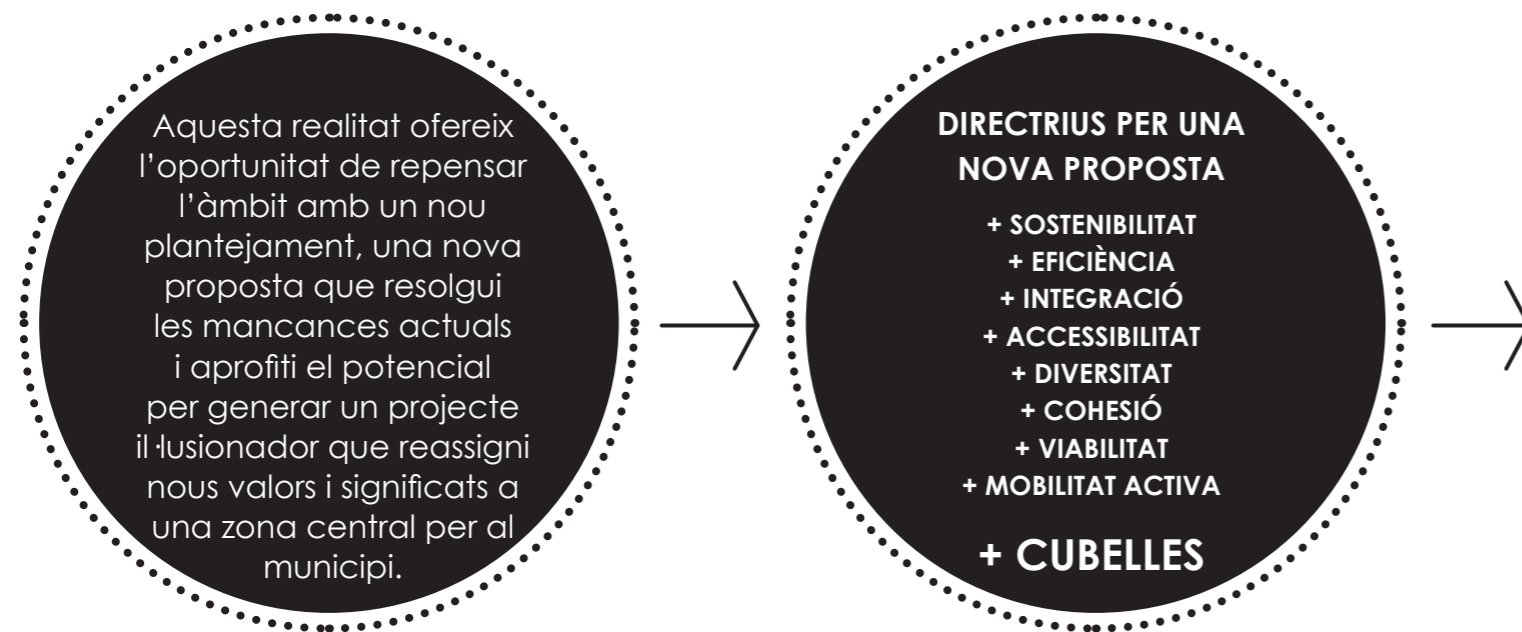 Aquesta realitat ofereix
l'oportunitat de repensar
l'àmbit amb un nou
plantejament, una nova
proposta que resolgui
les mancances actuals
i aprofiti el potencial
per generar un projecte
il·lusionador que reassigni
nous valors i significats a
una zona central per al
municipi.
DIRECTRIUS PER UNA
NOVA PROPOSTA
+ SOSTENIBILITAT
+ EFICIÈNCIA
+ INTEGRACIÓ
+ ACCESSIBILITAT
+ DIVERSITAT
+ COHESIÓ
+ VIABILITAT
+ MOBILITAT ACTIVA
+ CUBELLES